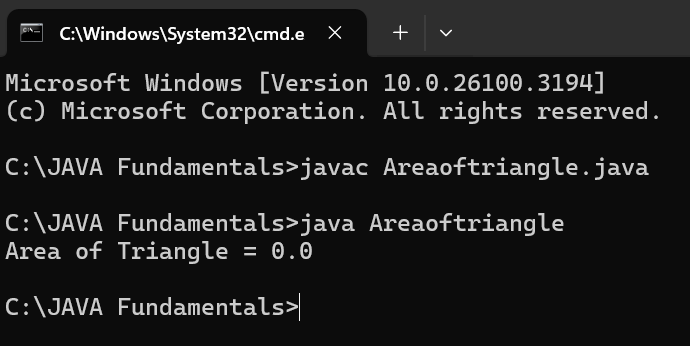 C:\Windows\System32\cmd.e
Microsoft Windows [Version 10.0.26100.3194]
(c) Microsoft Corporation. All rights reserved.
C:\JAVA Fundamentals>javac Areaoftriangle.java
C:\JAVA Fundamentals>java Areaoftriangle
Area of Triangle = 0.0
C:\JAVA Fundamentals>